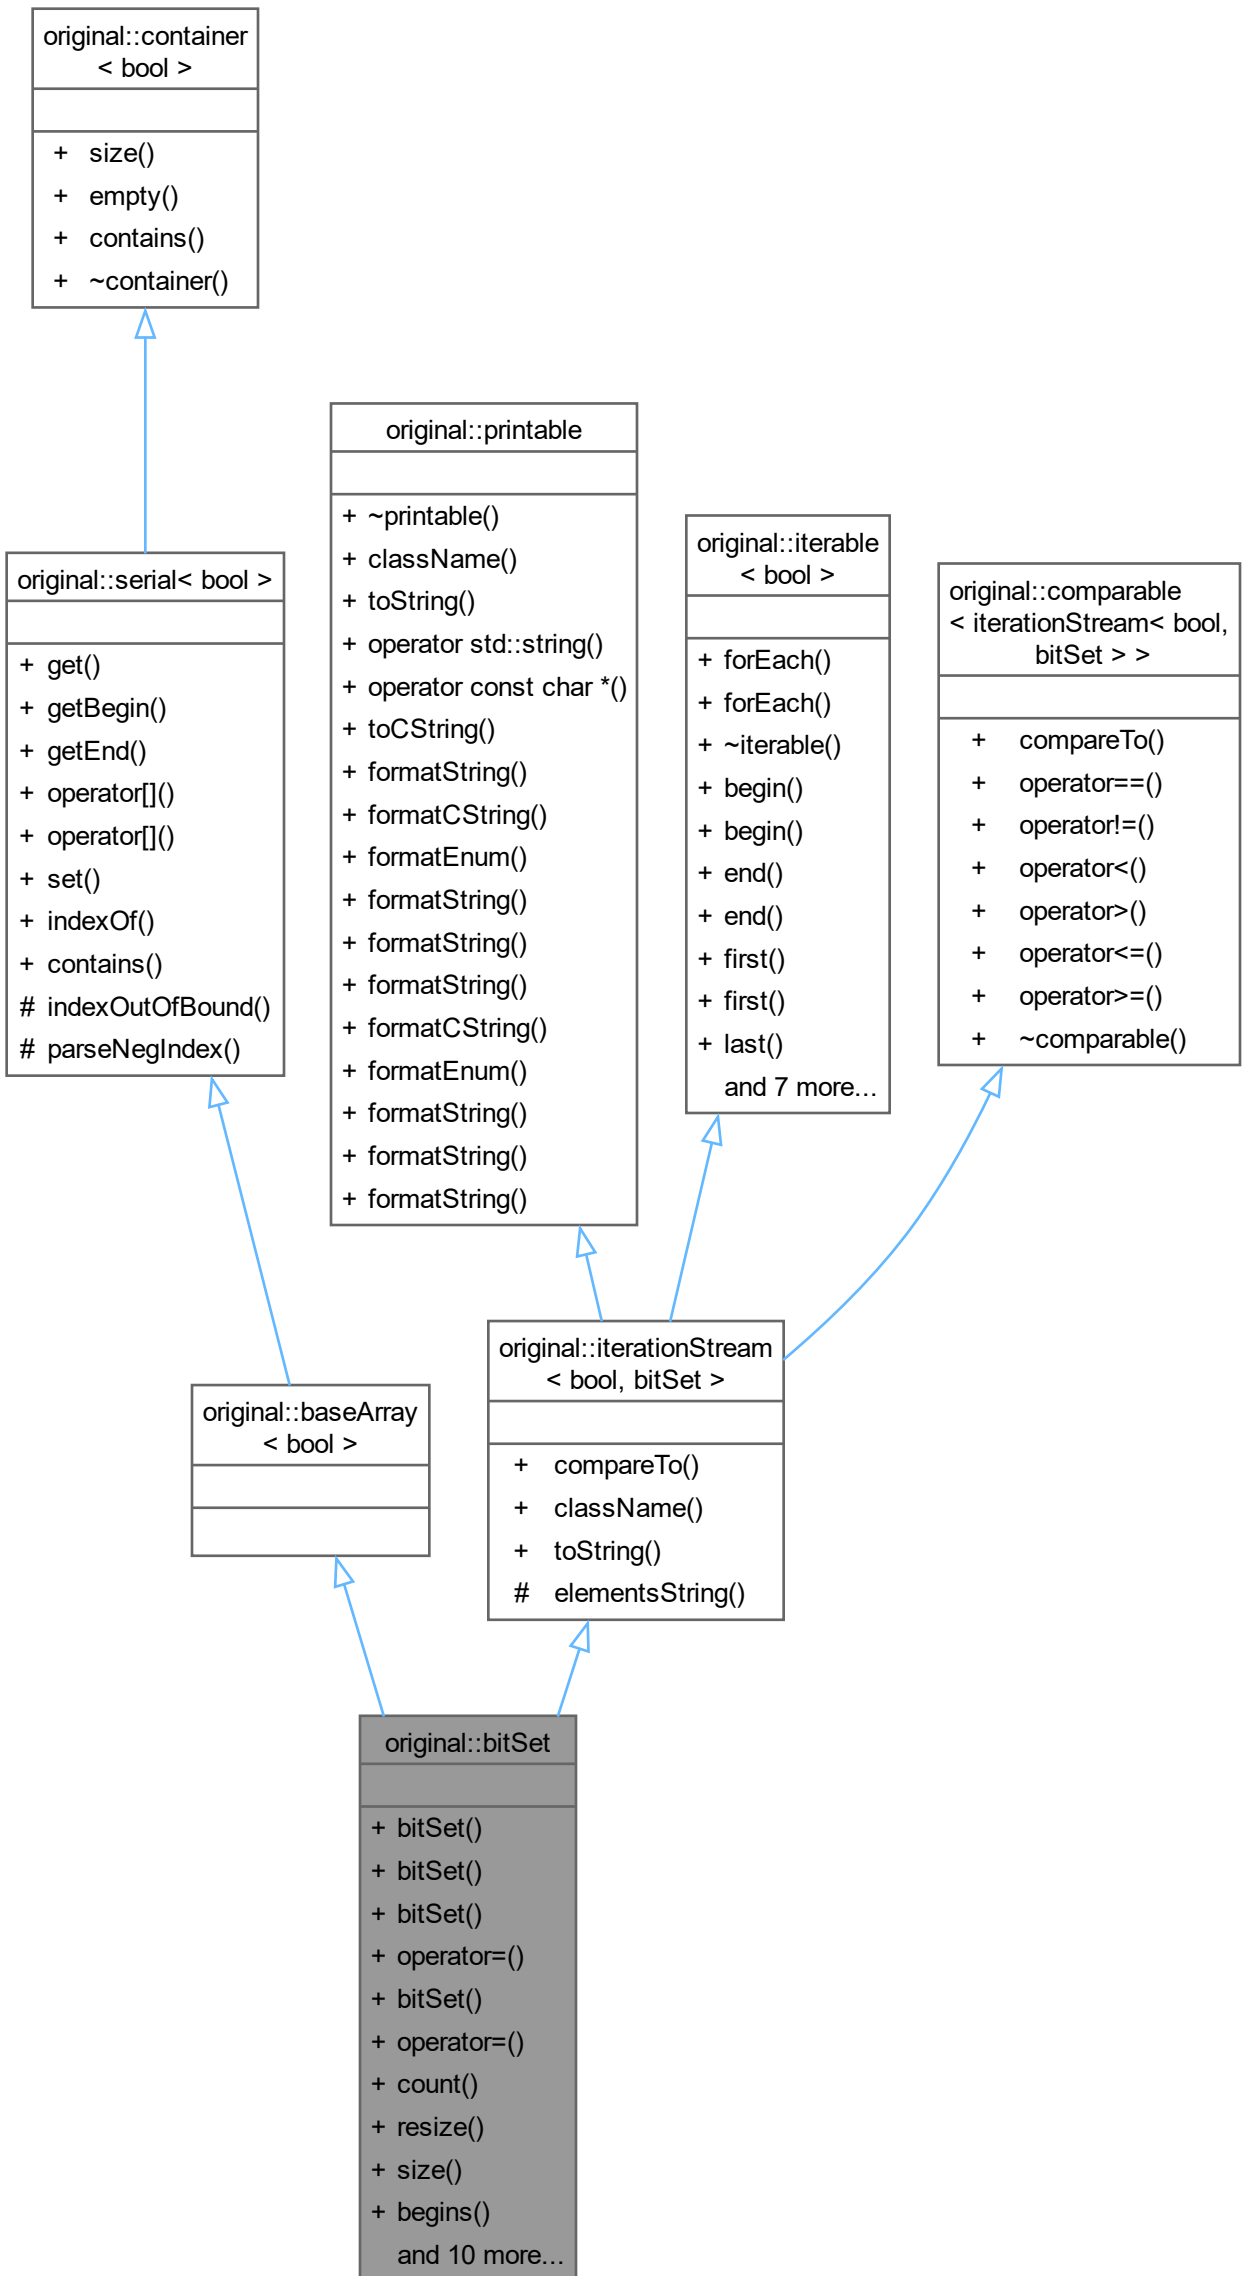 original::container
< bool >
+ size()
+ empty()
+ contains()
+ ~container()
original::serial< bool >
+ get()
+ getBegin()
+ getEnd()
+ operator[]()
+ operator[]()
+ set()
+ indexOf()
+ contains()
# indexOutOfBound()
# parseNegIndex()
original::printable
+ ~printable()
+ className()
+ toString()
+ operator std::string()
+ operator const char *()
+ toCString()
+ formatString()
+ formatCString()
+ formatEnum()
+ formatString()
+ formatString()
+ formatString()
+ formatCString()
+ formatEnum()
+ formatString()
+ formatString()
+ formatString()
original::iterable
< bool >
+ forEach()
+ forEach()
+ ~iterable()
+ begin()
+ begin()
+ end()
+ end()
+ first()
+ first()
+ last()
and 7 more...
original::comparable
< iterationStream< bool,
bitSet > >
+ compareTo()
+ operator==()
+ operator!=()
+ operator<()
+ operator>()
+ operator<=()
+ operator>=()
+ ~comparable()
original::baseArray
< bool >
original::iterationStream
< bool, bitSet >
+ compareTo()
+ className()
+ toString()
# elementsString()
original::bitSet
+ bitSet()
+ bitSet()
+ bitSet()
+ operator=()
+ bitSet()
+ operator=()
+ count()
+ resize()
+ size()
+ begins()
and 10 more...